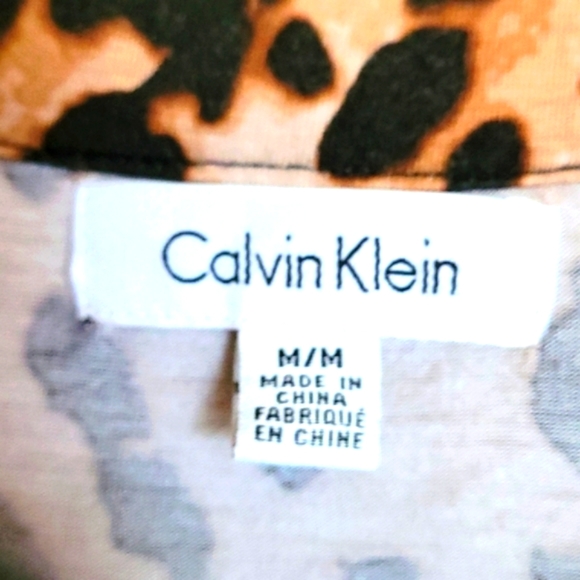 Calvin Klein
M/M
MADE IN
CHINA
FABRIQUÉ
EN CHINE